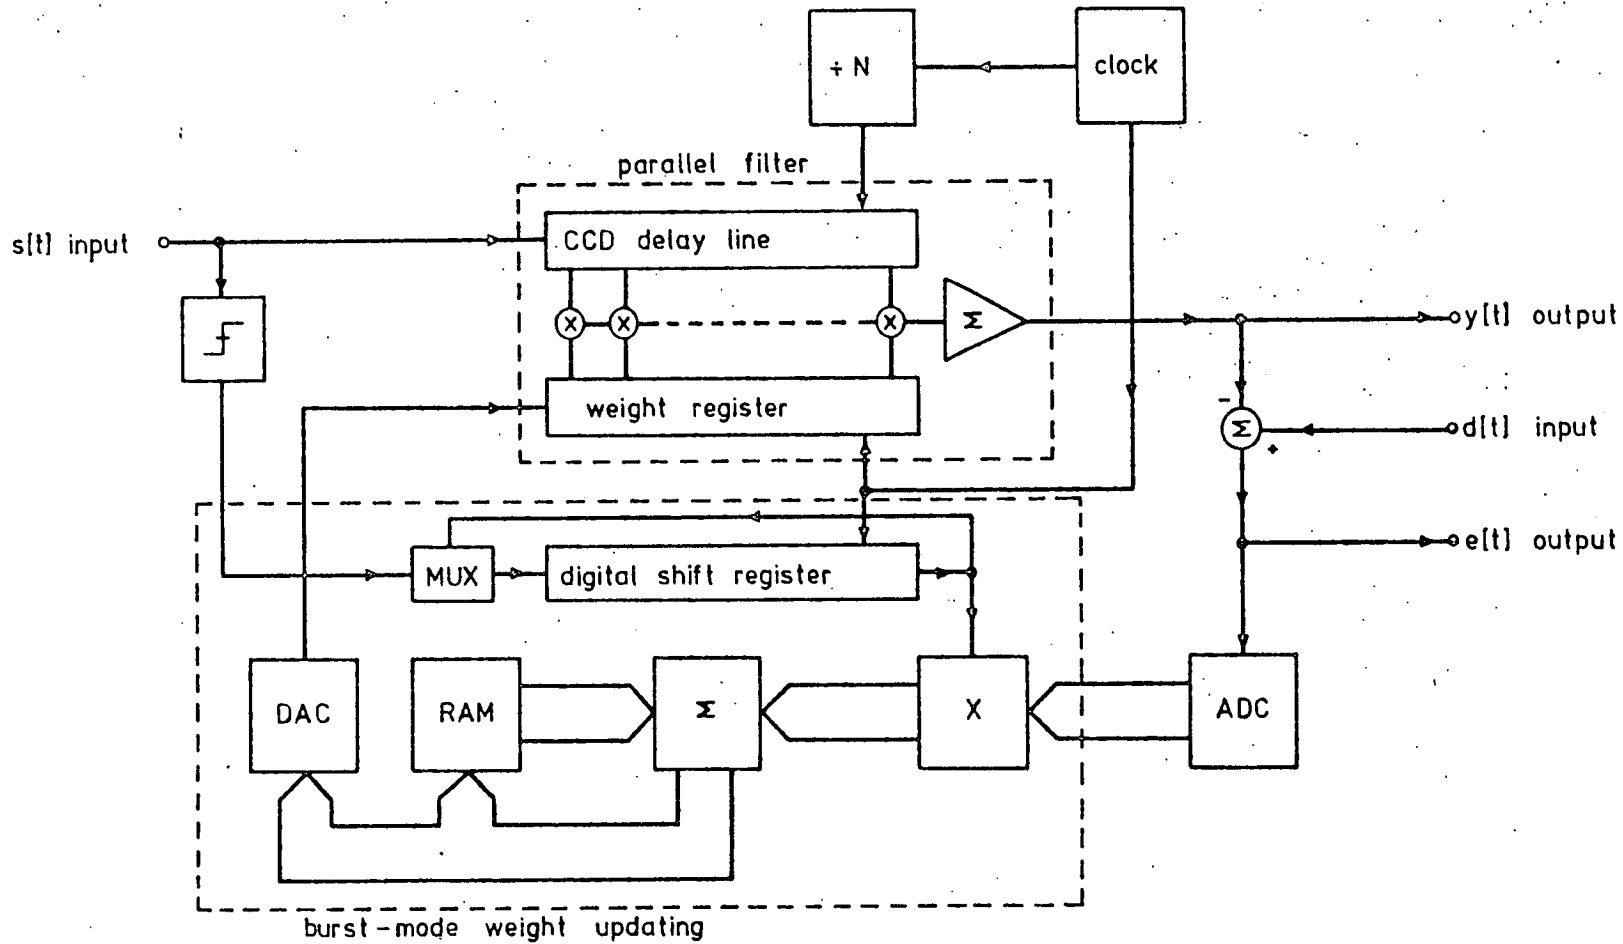 ÷ N
clock
parallel filter
s[t] input
CCD delay line
X
X
X
Σ
y[t] output
weight register
-
Σ
+
d[t] input
e[t] output
MUX
digital shift register
DAC
RAM
Σ
X
ADC
burst-mode weight updating